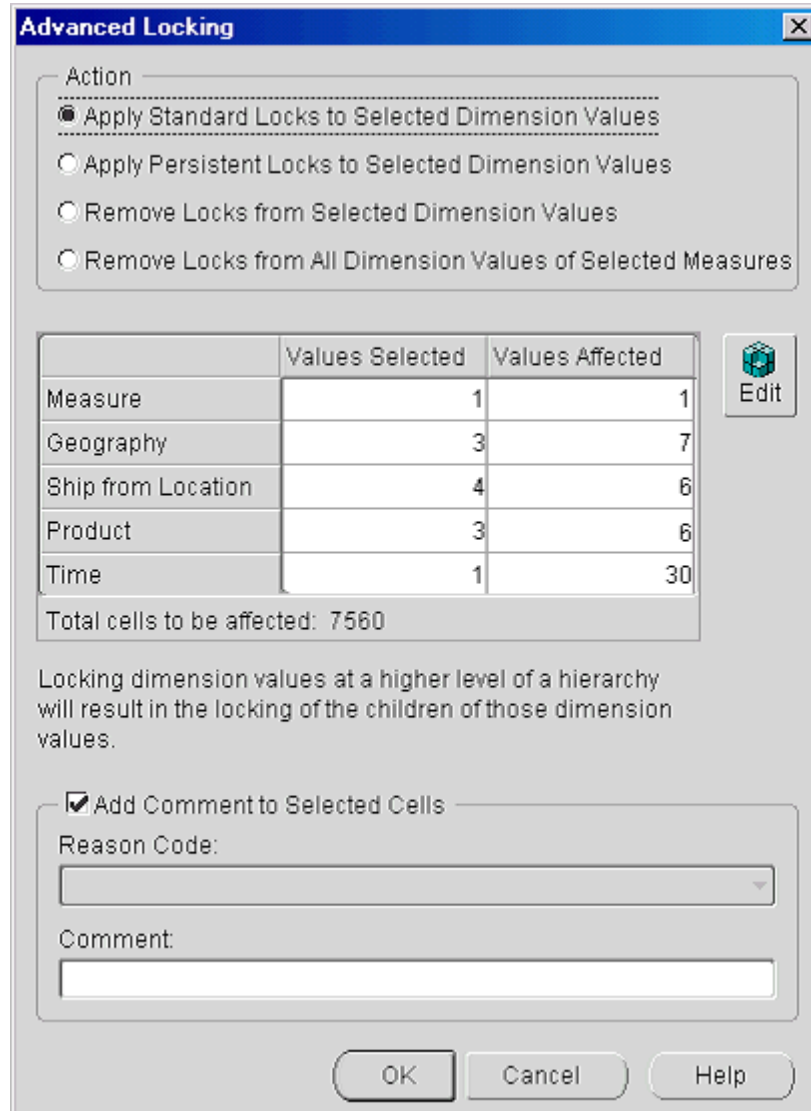 Advanced Locking
Action
Apply Standard Locks to Selected Dimension Values
Apply Persistent Locks to Selected Dimension Values
Remove Locks from Selected Dimension Values
Remove Locks from All Dimension Values of Selected Measures
Values Selected Values Affected
Edit
Measure 1 1
Geography 3 7
Ship from Location 4 6
Product 3 6
Time 1 30
Total cells to be affected: 7560
Locking dimension values at a higher level of a hierarchy
will result in the locking of the children of those dimension
values.
Add Comment to Selected Cells
Reason Code:
Comment:
OK Cancel Help